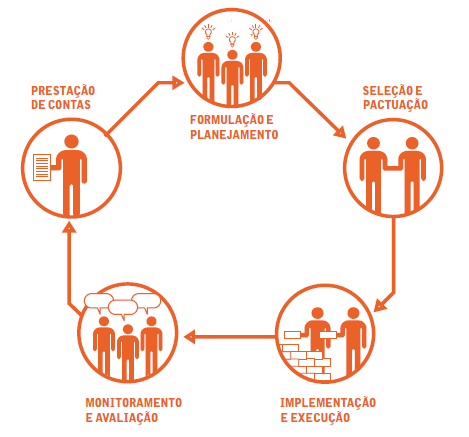 FORMULAÇÃO E
PLANEJAMENTO
SELEÇÃO E
PACTUAÇÃO
IMPLEMENTAÇÃO
E EXECUÇÃO
MONITORAMENTO
E AVALIAÇÃO
PRESTAÇÃO
DE CONTAS